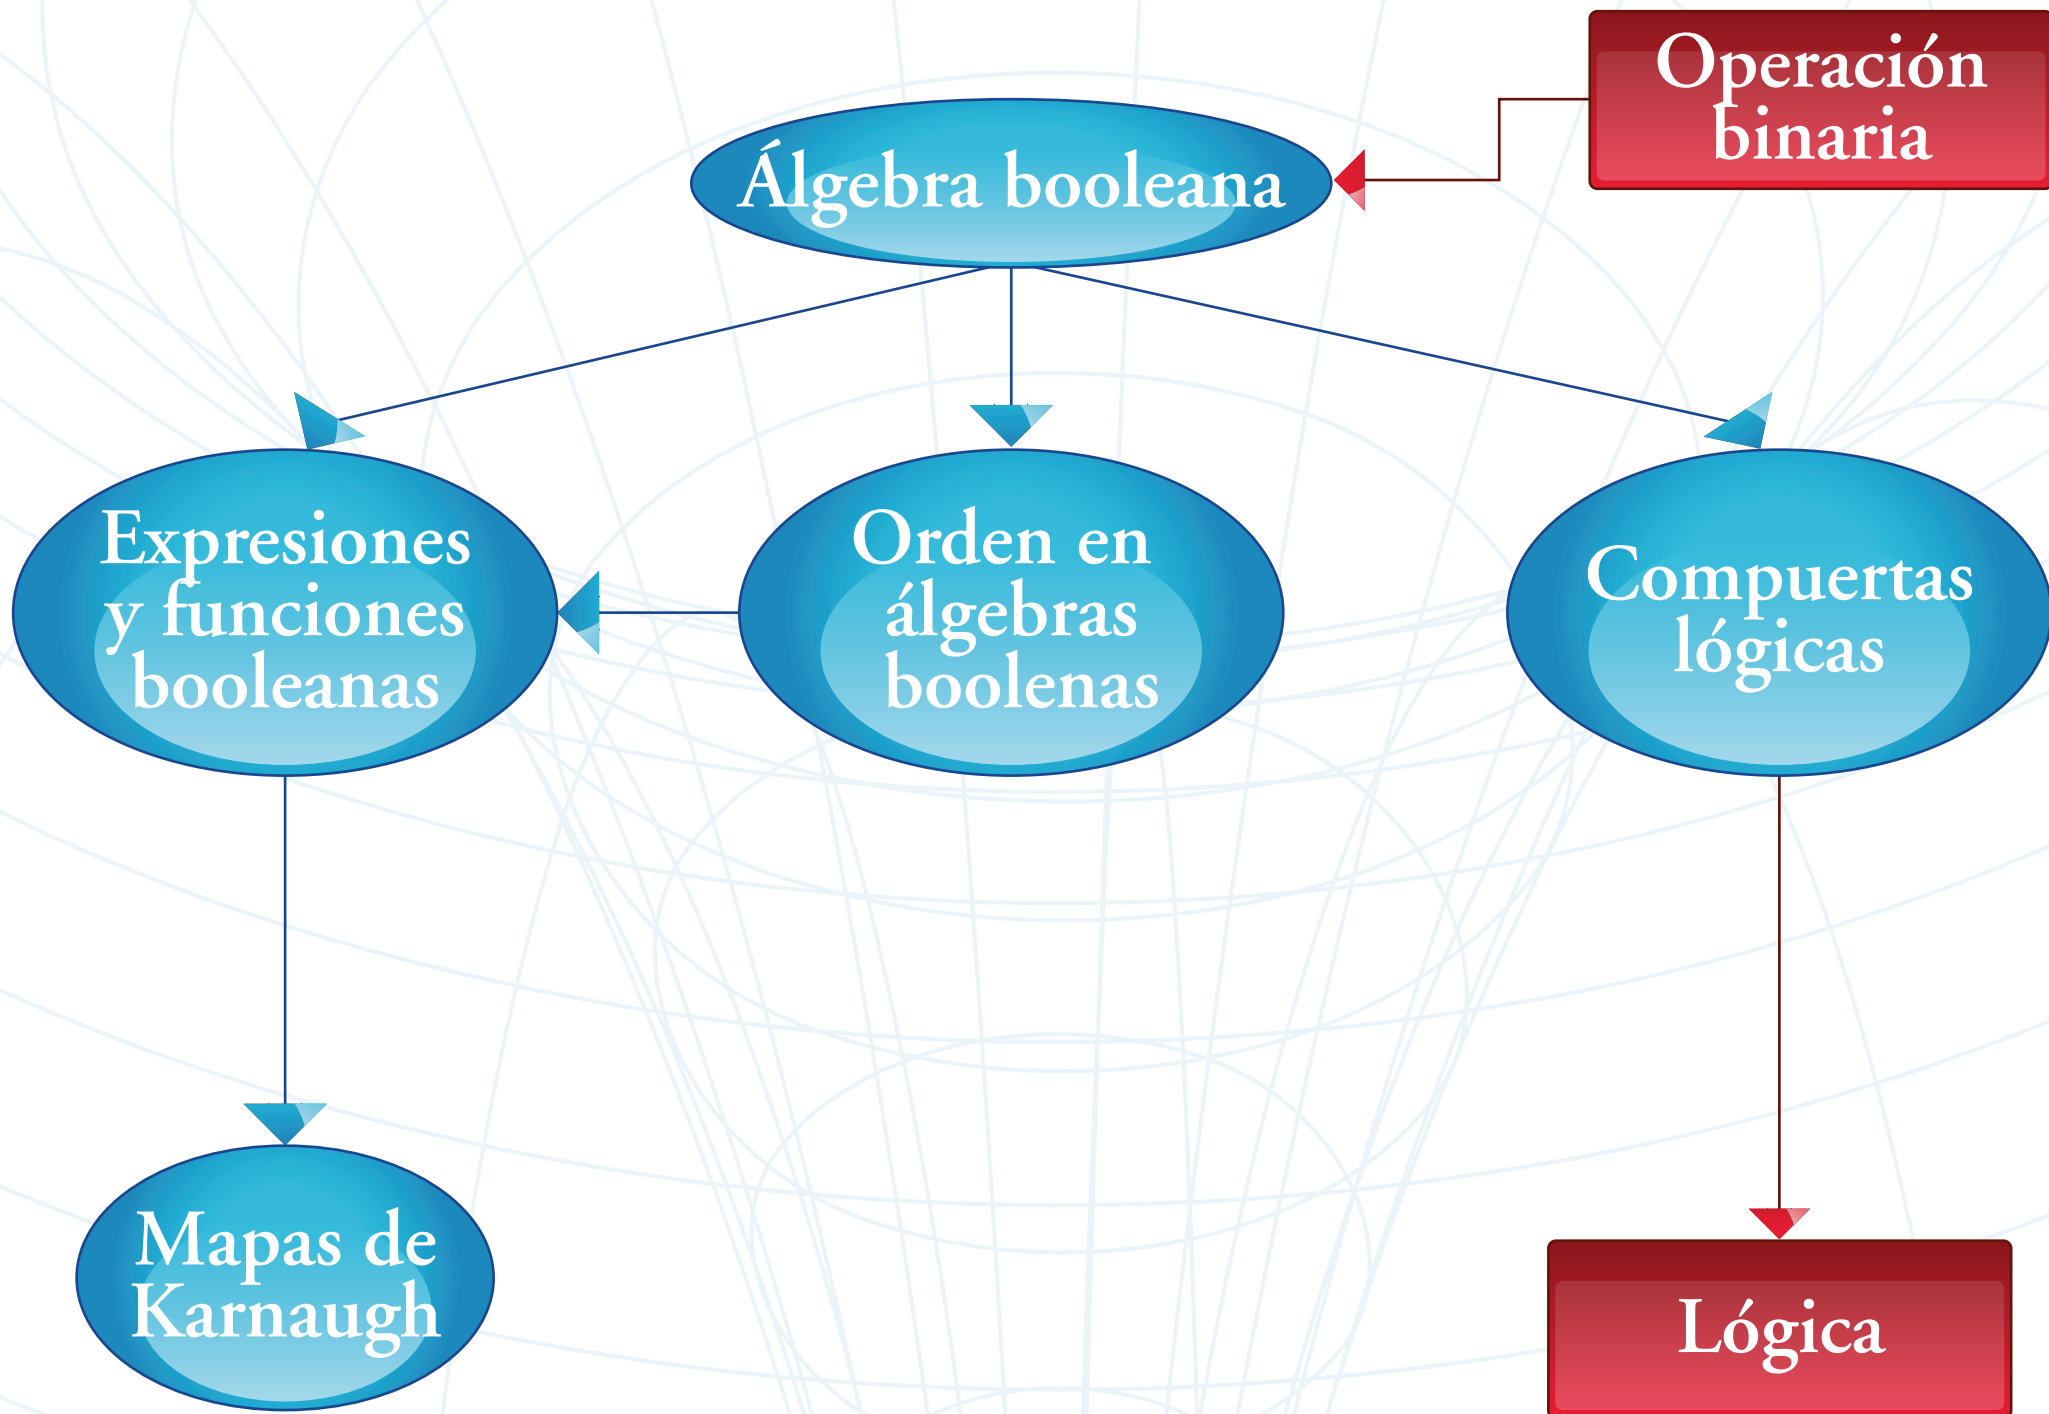 Operación
binaria
Álgebra booleana
Expresiones
y funciones
booleanas
Orden en
álgebras
boolenas
Compuertas
lógicas
Mapas de
Karnaugh
Lógica